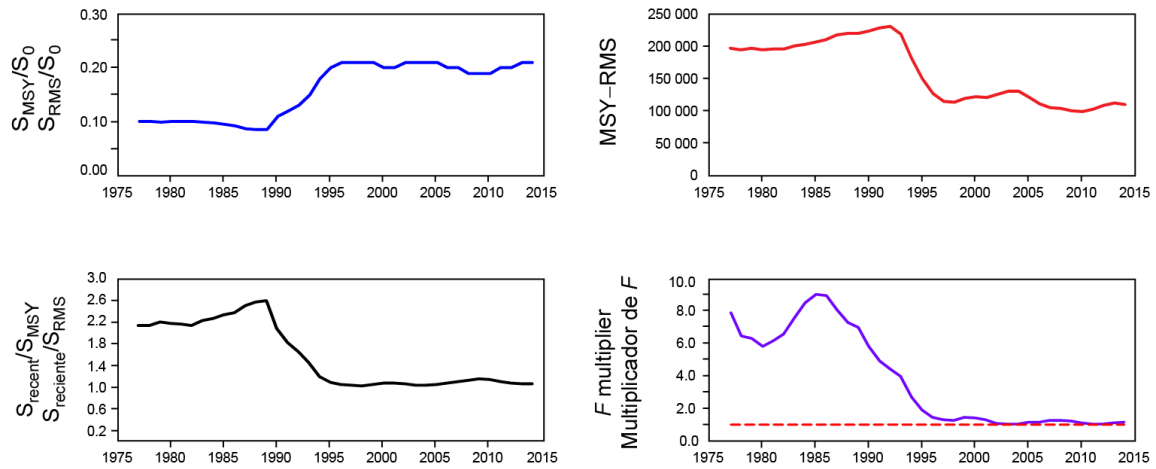 S_MSY/S_0
S_RMS/S_0
0.30
0.20
0.10
0.00
1975 1980 1985 1990 1995 2000 2005 2010 2015
MSY–RMS
250 000
200 000
150 000
100 000
50 000
0
1975 1980 1985 1990 1995 2000 2005 2010 2015
S_recent/S_MSY
S_reciente/S_RMS
3.0
2.6
2.2
1.8
1.4
1.0
0.6
0.2
1975 1980 1985 1990 1995 2000 2005 2010 2015
F multiplier
Multiplicador de F
10.0
8.0
6.0
4.0
2.0
0.0
1975 1980 1985 1990 1995 2000 2005 2010 2015